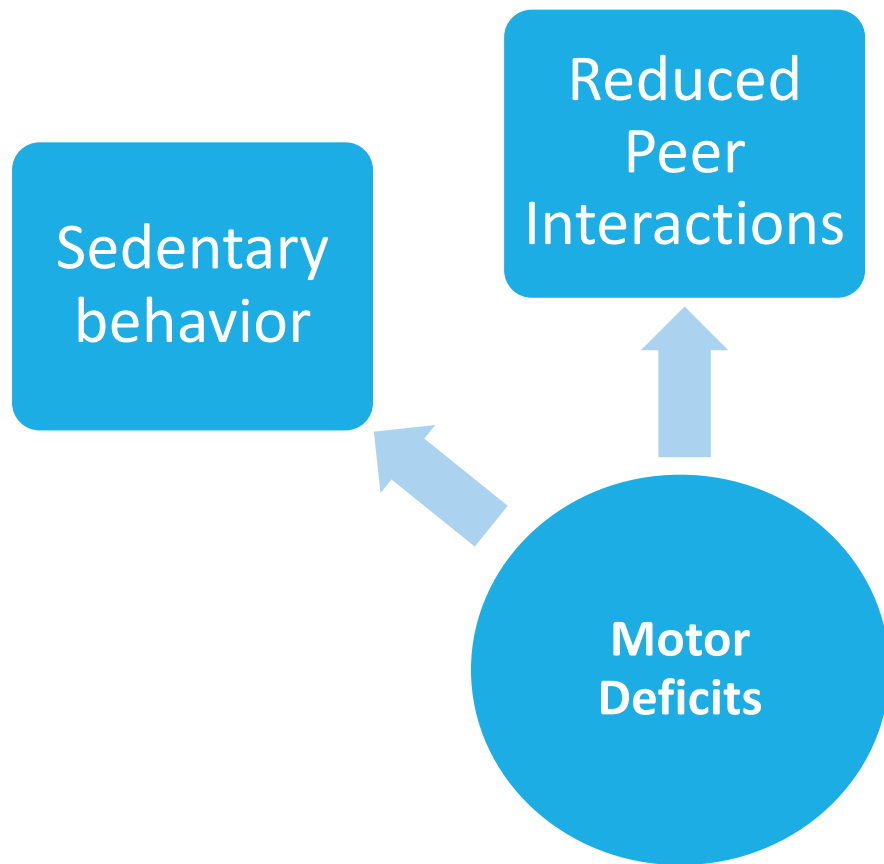 Reduced
Peer
Interactions
Sedentary
behavior
Motor
Deficits